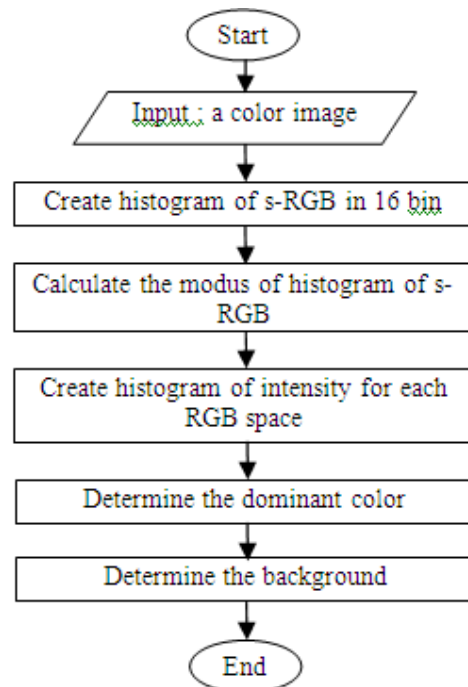 Start
Input : a color image
Create histogram of s-RGB in 16 bin
Calculate the modus of histogram of s-
RGB
Create histogram of intensity for each
RGB space
Determine the dominant color
Determine the background
End